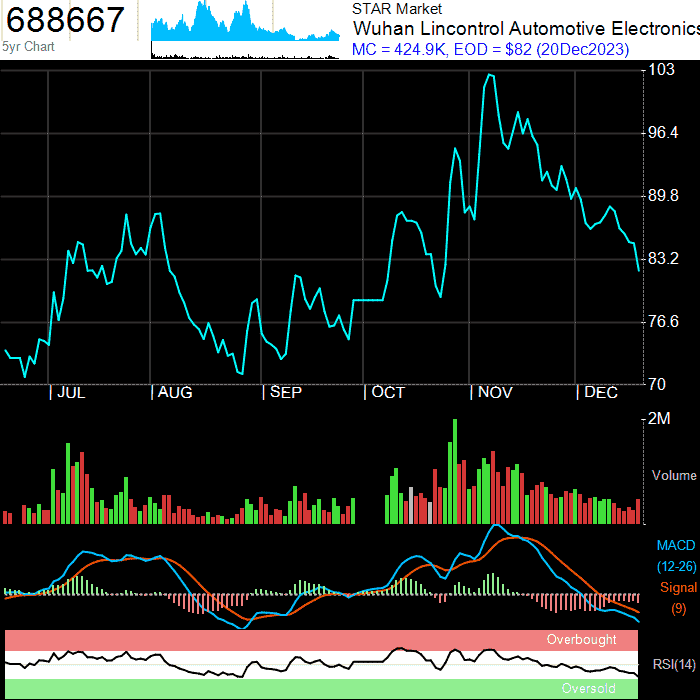 688667
5yr Chart
STAR Market
Wuhan Lincontrol Automotive Electronics
MC = 424.9K, EOD = $82 (20Dec2023)
103
96.4
89.8
83.2
76.6
70
JUL
AUG
SEP
OCT
NOV
DEC
2M
Volume
MACD
(12-26)
Signal
(9)
Overbought
RSI(14)
Oversold